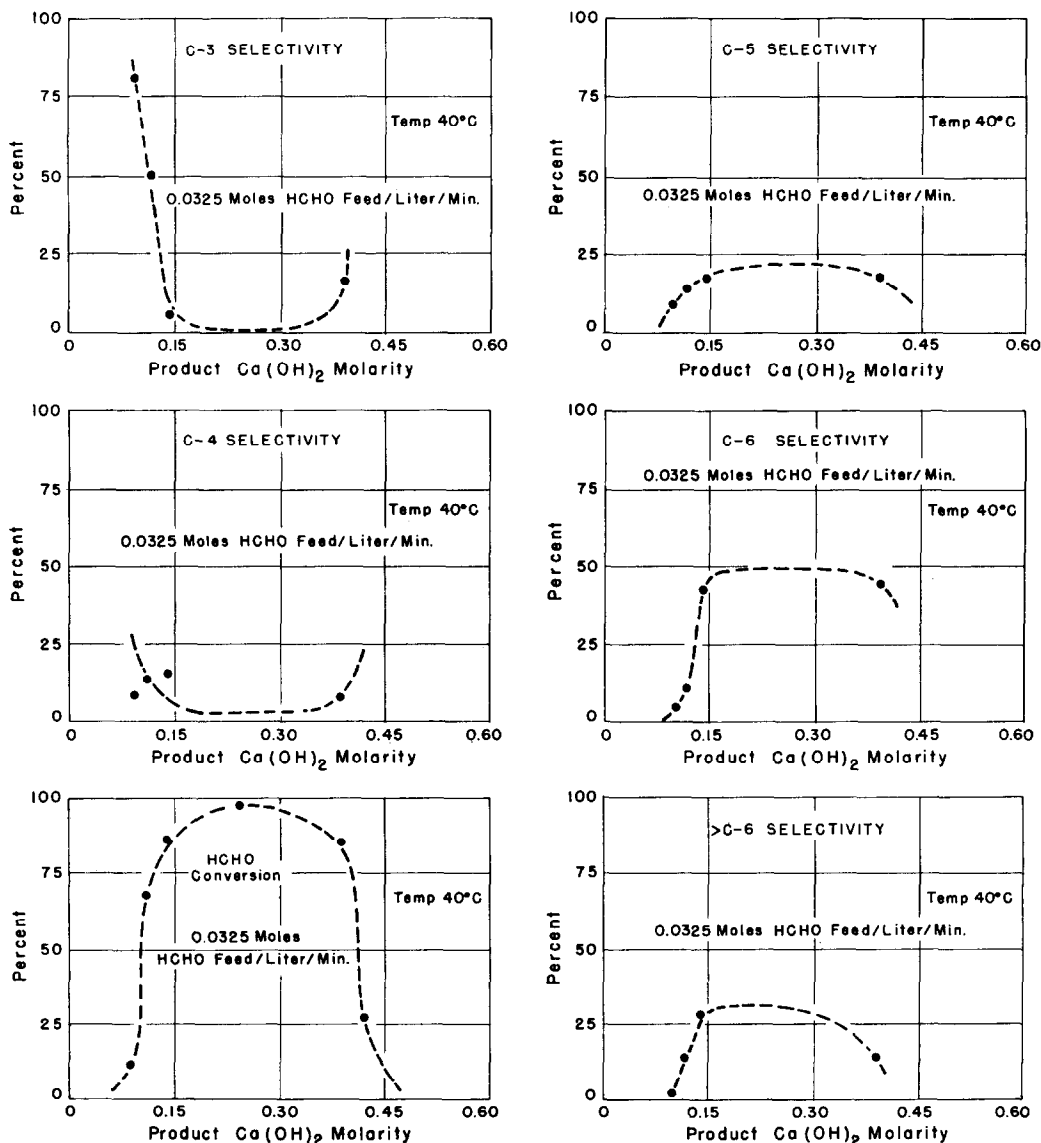 100
75
50
25
0
Percent
C-3 SELECTIVITY
Temp 40°C
0.0325 Moles HCHO Feed/Liter/Min.
0 0.15 0.30 0.45 0.60
Product Ca(OH)2 Molarity
100
75
50
25
0
Percent
C-5 SELECTIVITY
Temp 40°C
0.0325 Moles HCHO Feed/Liter/Min.
0 0.15 0.30 0.45 0.60
Product Ca(OH)2 Molarity
100
75
50
25
0
Percent
C-4 SELECTIVITY
Temp 40°C
0.0325 Moles HCHO Feed/Liter/Min.
0 0.15 0.30 0.45 0.60
Product Ca(OH)2 Molarity
100
75
50
25
0
Percent
C-6 SELECTIVITY
0.0325 Moles HCHO Feed/Liter/Min.
Temp 40°C
0 0.15 0.30 0.45 0.60
Product Ca(OH)2 Molarity
100
75
50
25
0
Percent
HCHO
Conversion
Temp 40°C
0.0325 Moles
HCHO Feed/Liter/Min.
0 0.15 0.30 0.45 0.60
Product Ca(OH)2 Molarity
100
75
50
25
0
Percent
>C-6 SELECTIVITY
Temp 40°C
0.0325 Moles HCHO Feed/Liter/Min.
0 0.15 0.30 0.45 0.60
Product Ca(OH)2 Molarity